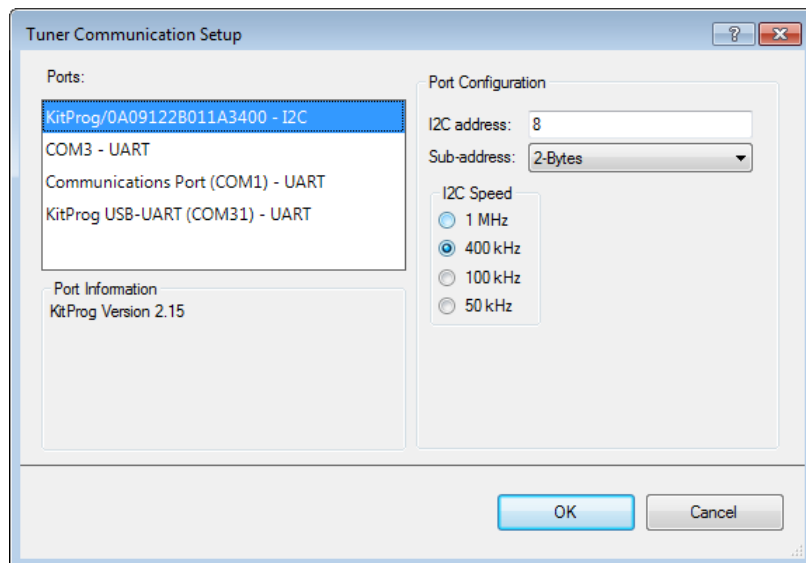 Tuner Communication Setup
Ports:
KitProg/0A09122B011A3400 - I2C
COM3 - UART
Communications Port (COM1) - UART
KitProg USB-UART (COM31) - UART
Port Information
KitProg Version 2.15
Port Configuration
I2C address: 8
Sub-address: 2-Bytes
I2C Speed
1 MHz
400 kHz
100 kHz
50 kHz
OK
Cancel